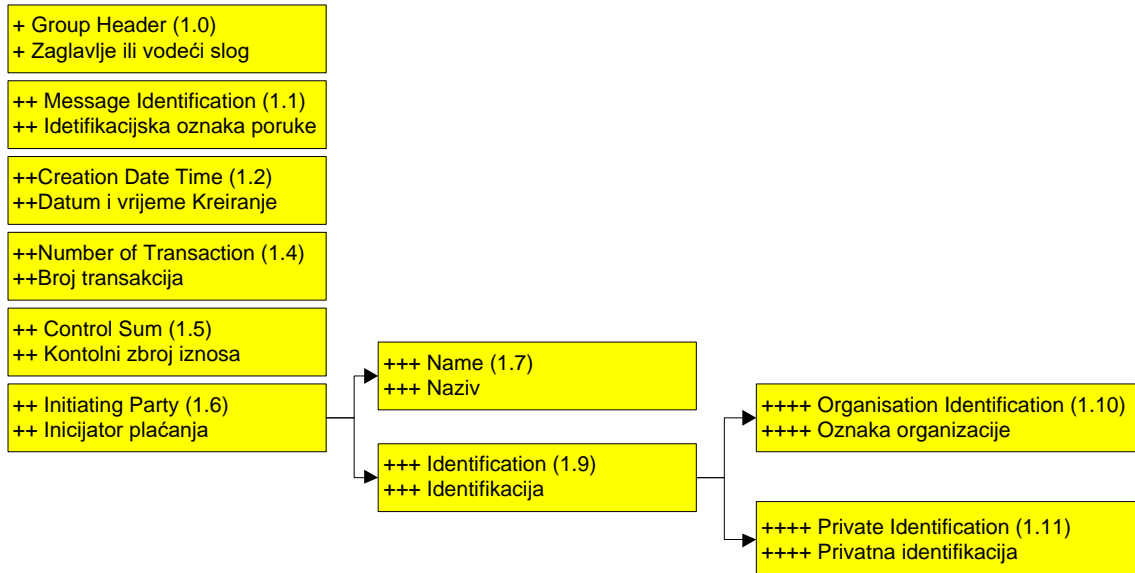 + Group Header (1.0)
+ Zaglavlje ili vodeći slog
++ Message Identification (1.1)
++ Idetifikacijska oznaka poruke
++Creation Date Time (1.2)
++Datum i vrijeme Kreiranje
++Number of Transaction (1.4)
++Broj transakcija
++ Control Sum (1.5)
++ Kontolni zbroj iznosa
++ Initiating Party (1.6)
++ Inicijator plaćanja
+++ Name (1.7)
+++ Naziv
+++ Identification (1.9)
+++ Identifikacija
++++ Organisation Identification (1.10)
++++ Oznaka organizacije
++++ Private Identification (1.11)
++++ Privatna identifikacija